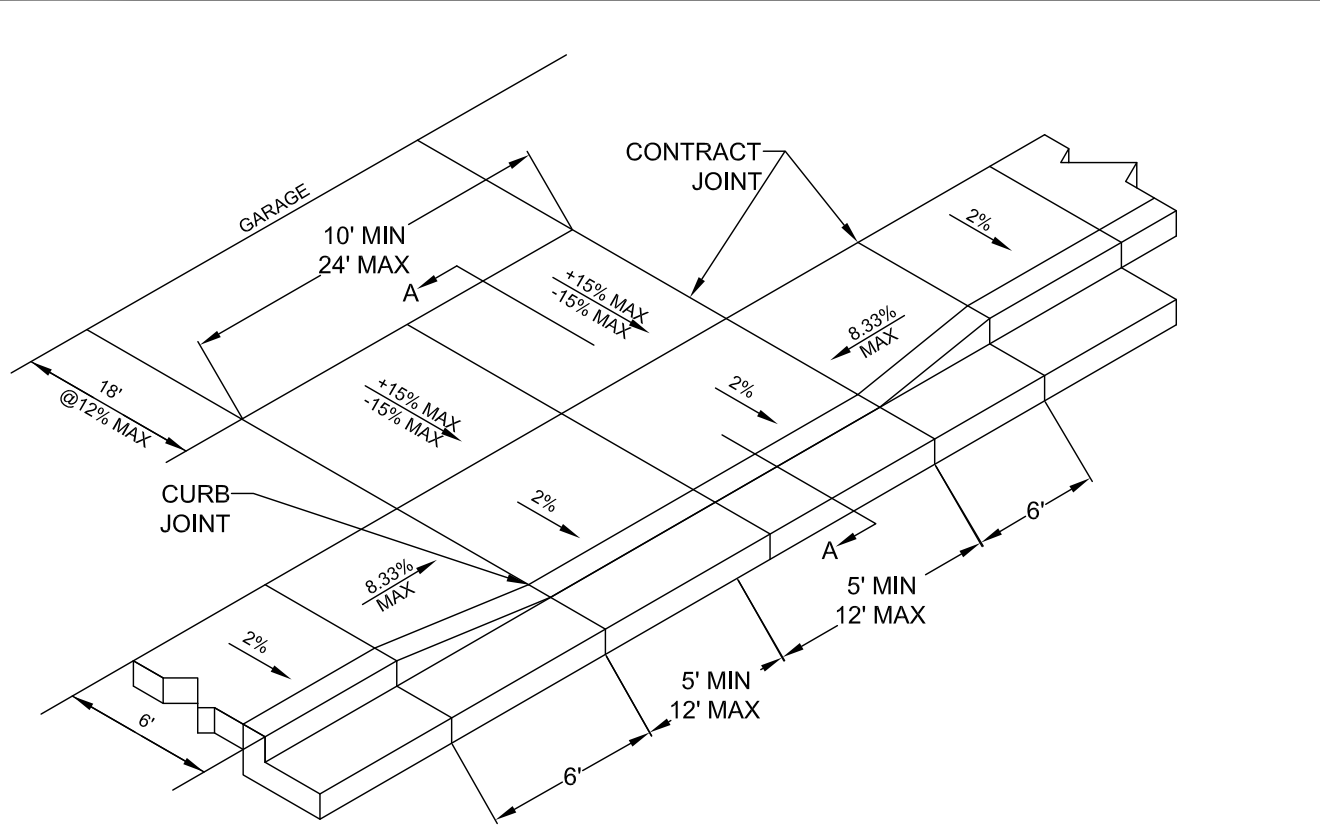 CONTRACT
JOINT
GARAGE
10' MIN
24' MAX
A
+15% MAX
-15% MAX
2%
8.33%
MAX
18'
@12% MAX
+15% MAX
-15% MAX
2%
CURB
JOINT
2%
6'
A
8.33%
MAX
5' MIN
12' MAX
2%
5' MIN
12' MAX
6'
6'